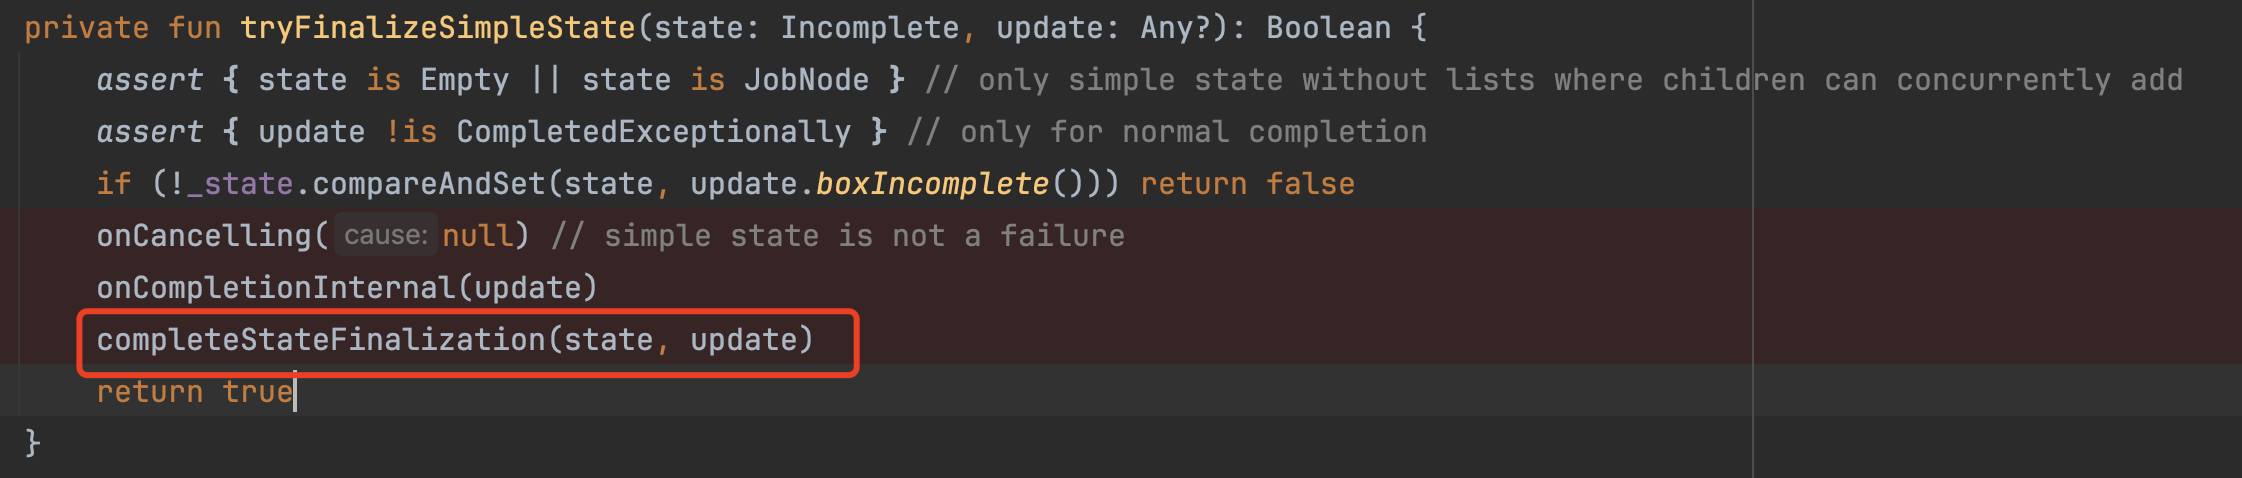 private fun tryFinalizeSimpleState(state: Incomplete, update: Any?): Boolean {
assert { state is Empty || state is JobNode } // only simple state without lists where children can concurrently add
assert { update !is CompletedExceptionally } // only for normal completion
if (!_state.compareAndSet(state, update.boxIncomplete())) return false
onCancelling( cause: null) // simple state is not a failure
onCompletionInternal(update)
completeStateFinalization(state, update)
return true
}